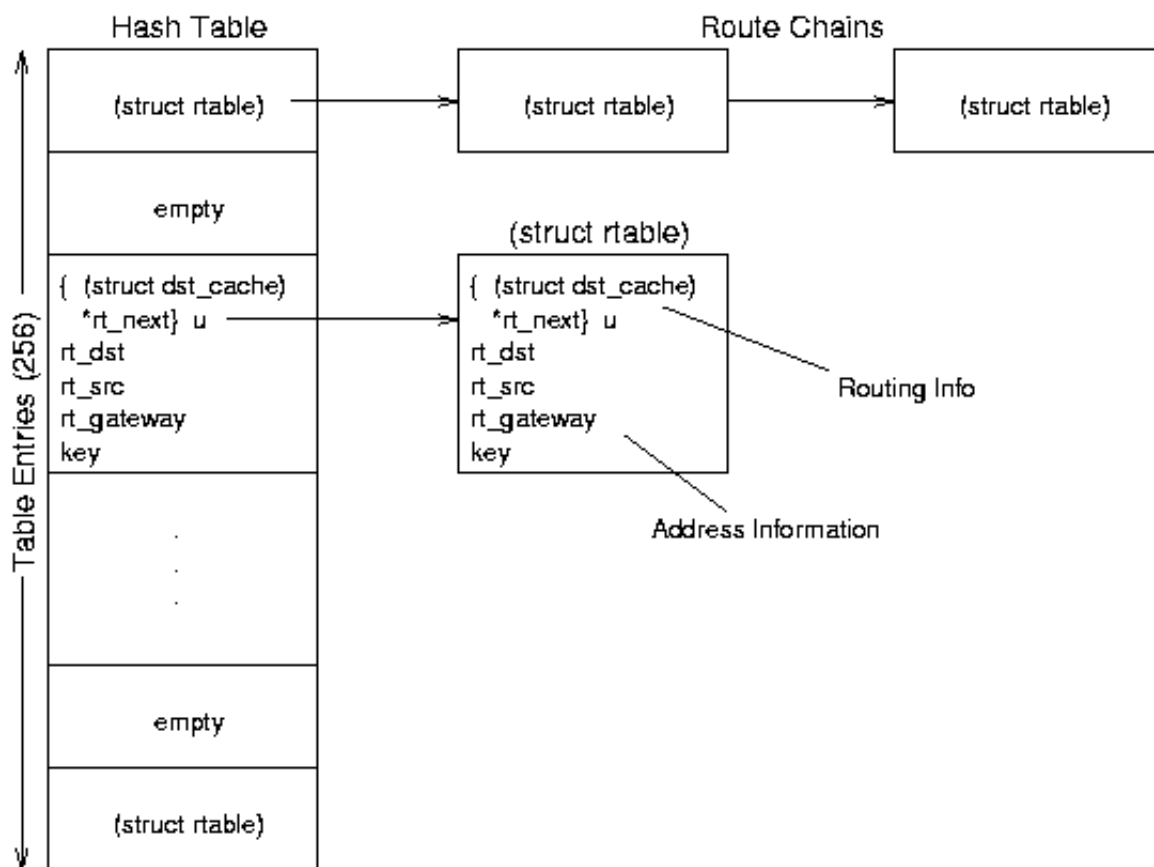 Hash Table
Route Chains
Table Entries (256)
(struct rtable)
(struct rtable)
(struct rtable)
empty
(struct rtable)
{ (struct dst_cache)
*rt_next} u
rt_dst
rt_src
rt_gateway
key
{ (struct dst_cache)
*rt_next} u
rt_dst
rt_src
rt_gateway
key
Routing Info
Address Information
.
.
.
empty
(struct rtable)